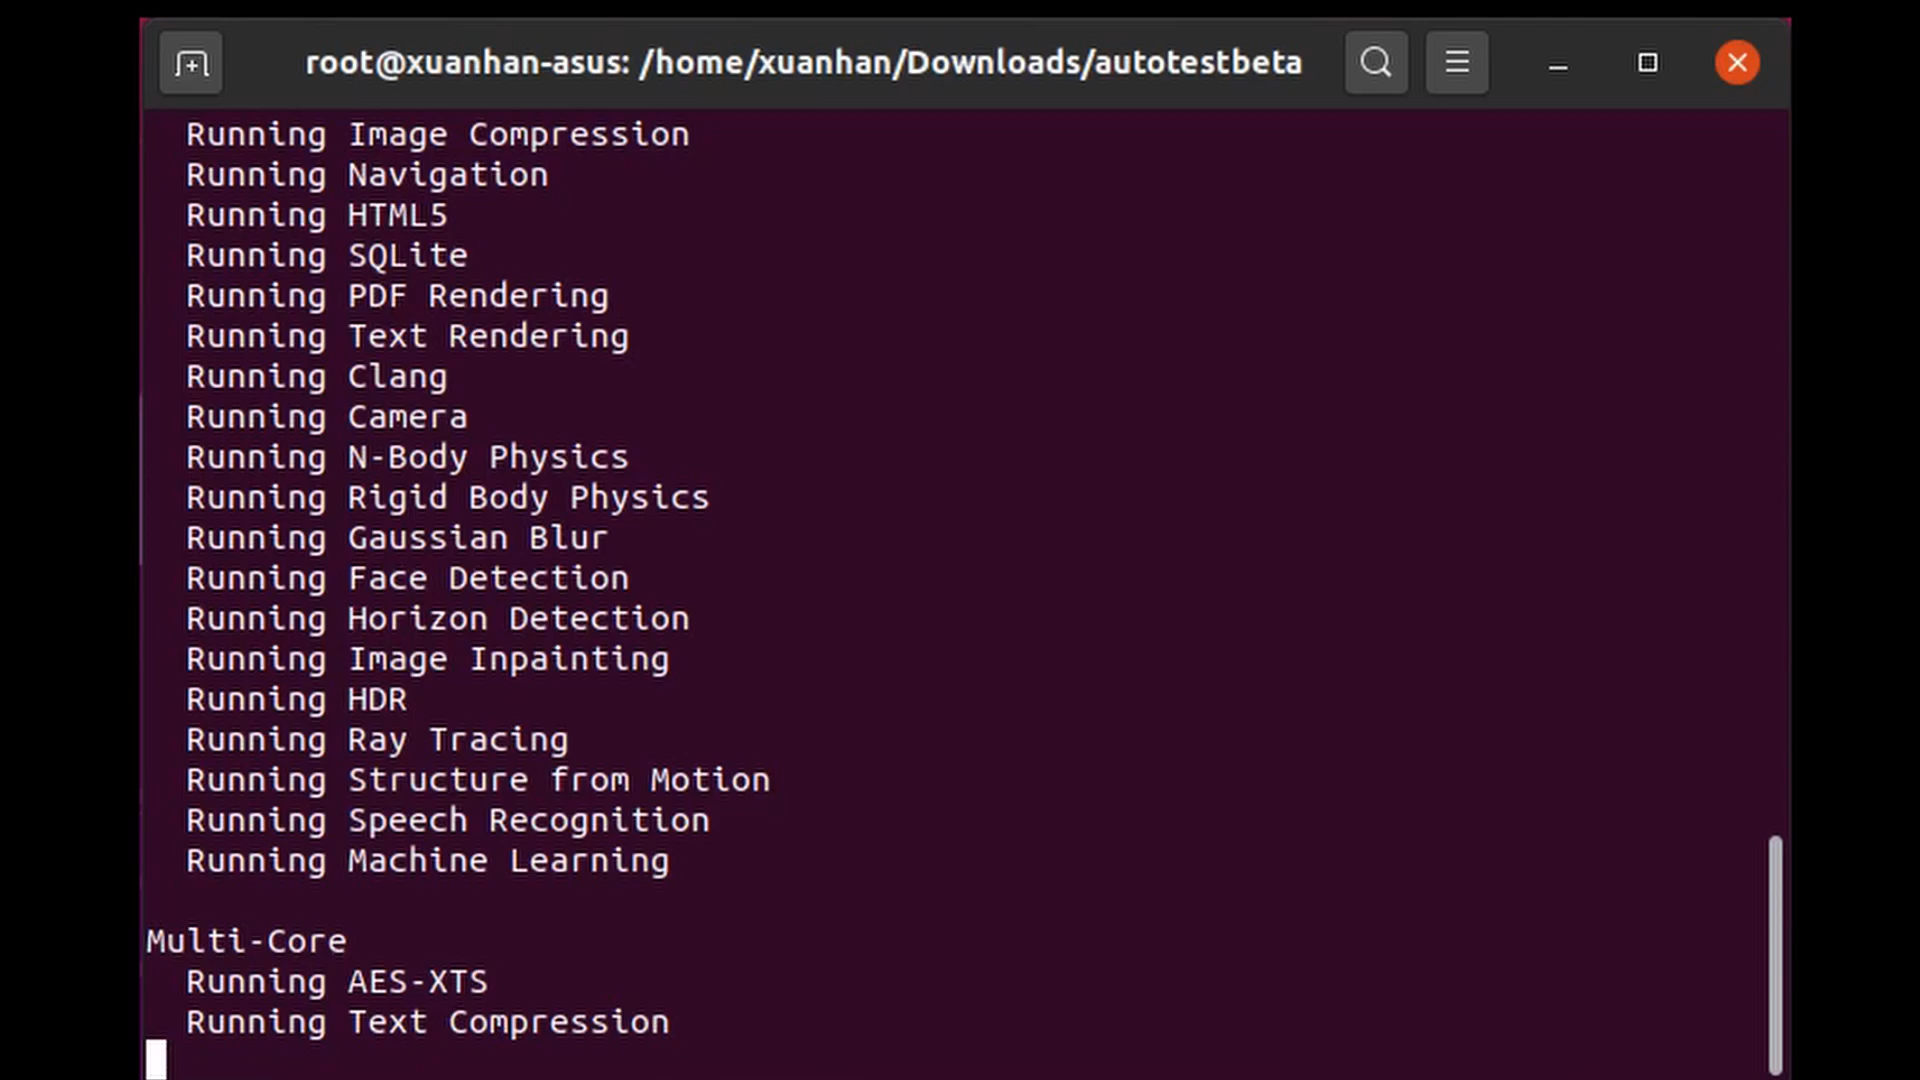 root@xuanhan-asus: /home/xuanhan/Downloads/autotestbeta
Running Image Compression
Running Navigation
Running HTML5
Running SQLite
Running PDF Rendering
Running Text Rendering
Running Clang
Running Camera
Running N-Body Physics
Running Rigid Body Physics
Running Gaussian Blur
Running Face Detection
Running Horizon Detection
Running Image Inpainting
Running HDR
Running Ray Tracing
Running Structure from Motion
Running Speech Recognition
Running Machine Learning
Multi-Core
Running AES-XTS
Running Text Compression